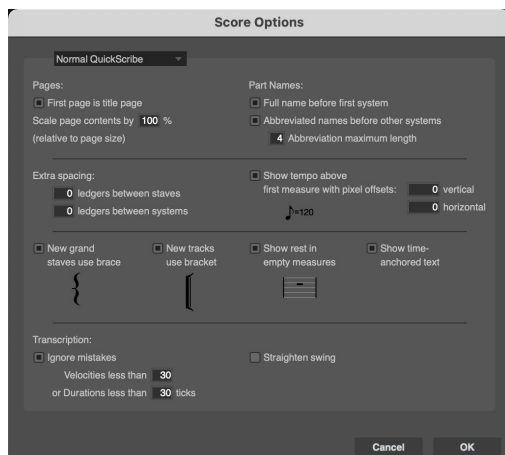 Score Options
Normal QuickScribe
Pages:
First page is title page
Scale page contents by 100 %
(relative to page size)
Part Names:
Full name before first system
Abbreviated names before other systems
4 Abbreviation maximum length
Extra spacing:
0 ledgers between staves
0 ledgers between systems
Show tempo above
first measure with pixel offsets:
=120
0 vertical
0 horizontal
New grand
staves use brace
New tracks
use bracket
Show rest in
empty measures
Show time-
anchored text
Transcription:
Ignore mistakes
Velocities less than 30
or Durations less than 30 ticks
Straighten swing
Cancel
OK